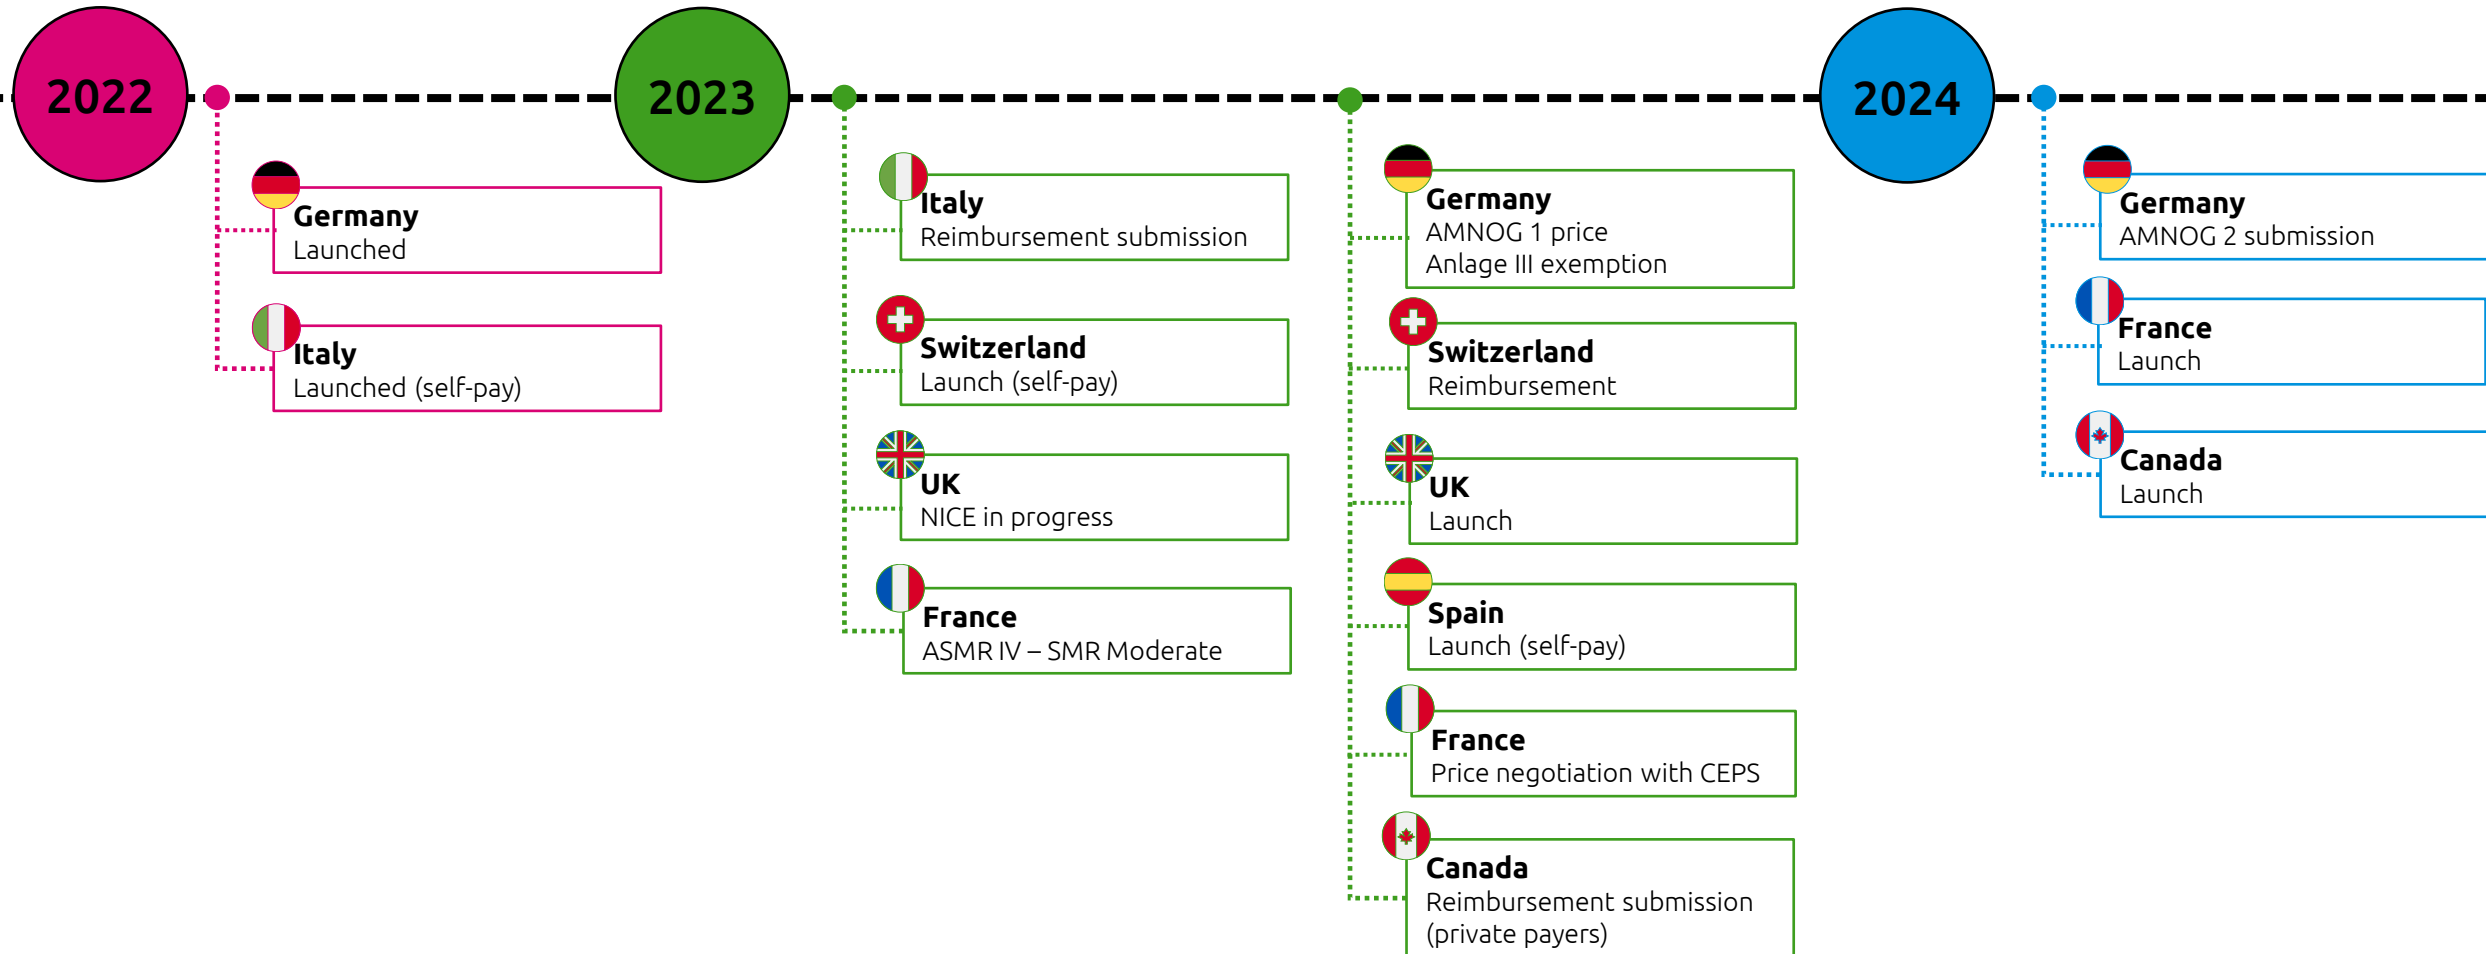 2022
Germany
Launched
Italy
Launched (self-pay)
2023
Italy
Reimbursement submission
Switzerland
Launch (self-pay)
UK
NICE in progress
France
ASMR IV – SMR Moderate
Germany
AMNOG 1 price
Anlage III exemption
Switzerland
Reimbursement
UK
Launch
Spain
Launch (self-pay)
France
Price negotiation with CEPS
Canada
Reimbursement submission
(private payers)
2024
Germany
AMNOG 2 submission
France
Launch
Canada
Launch